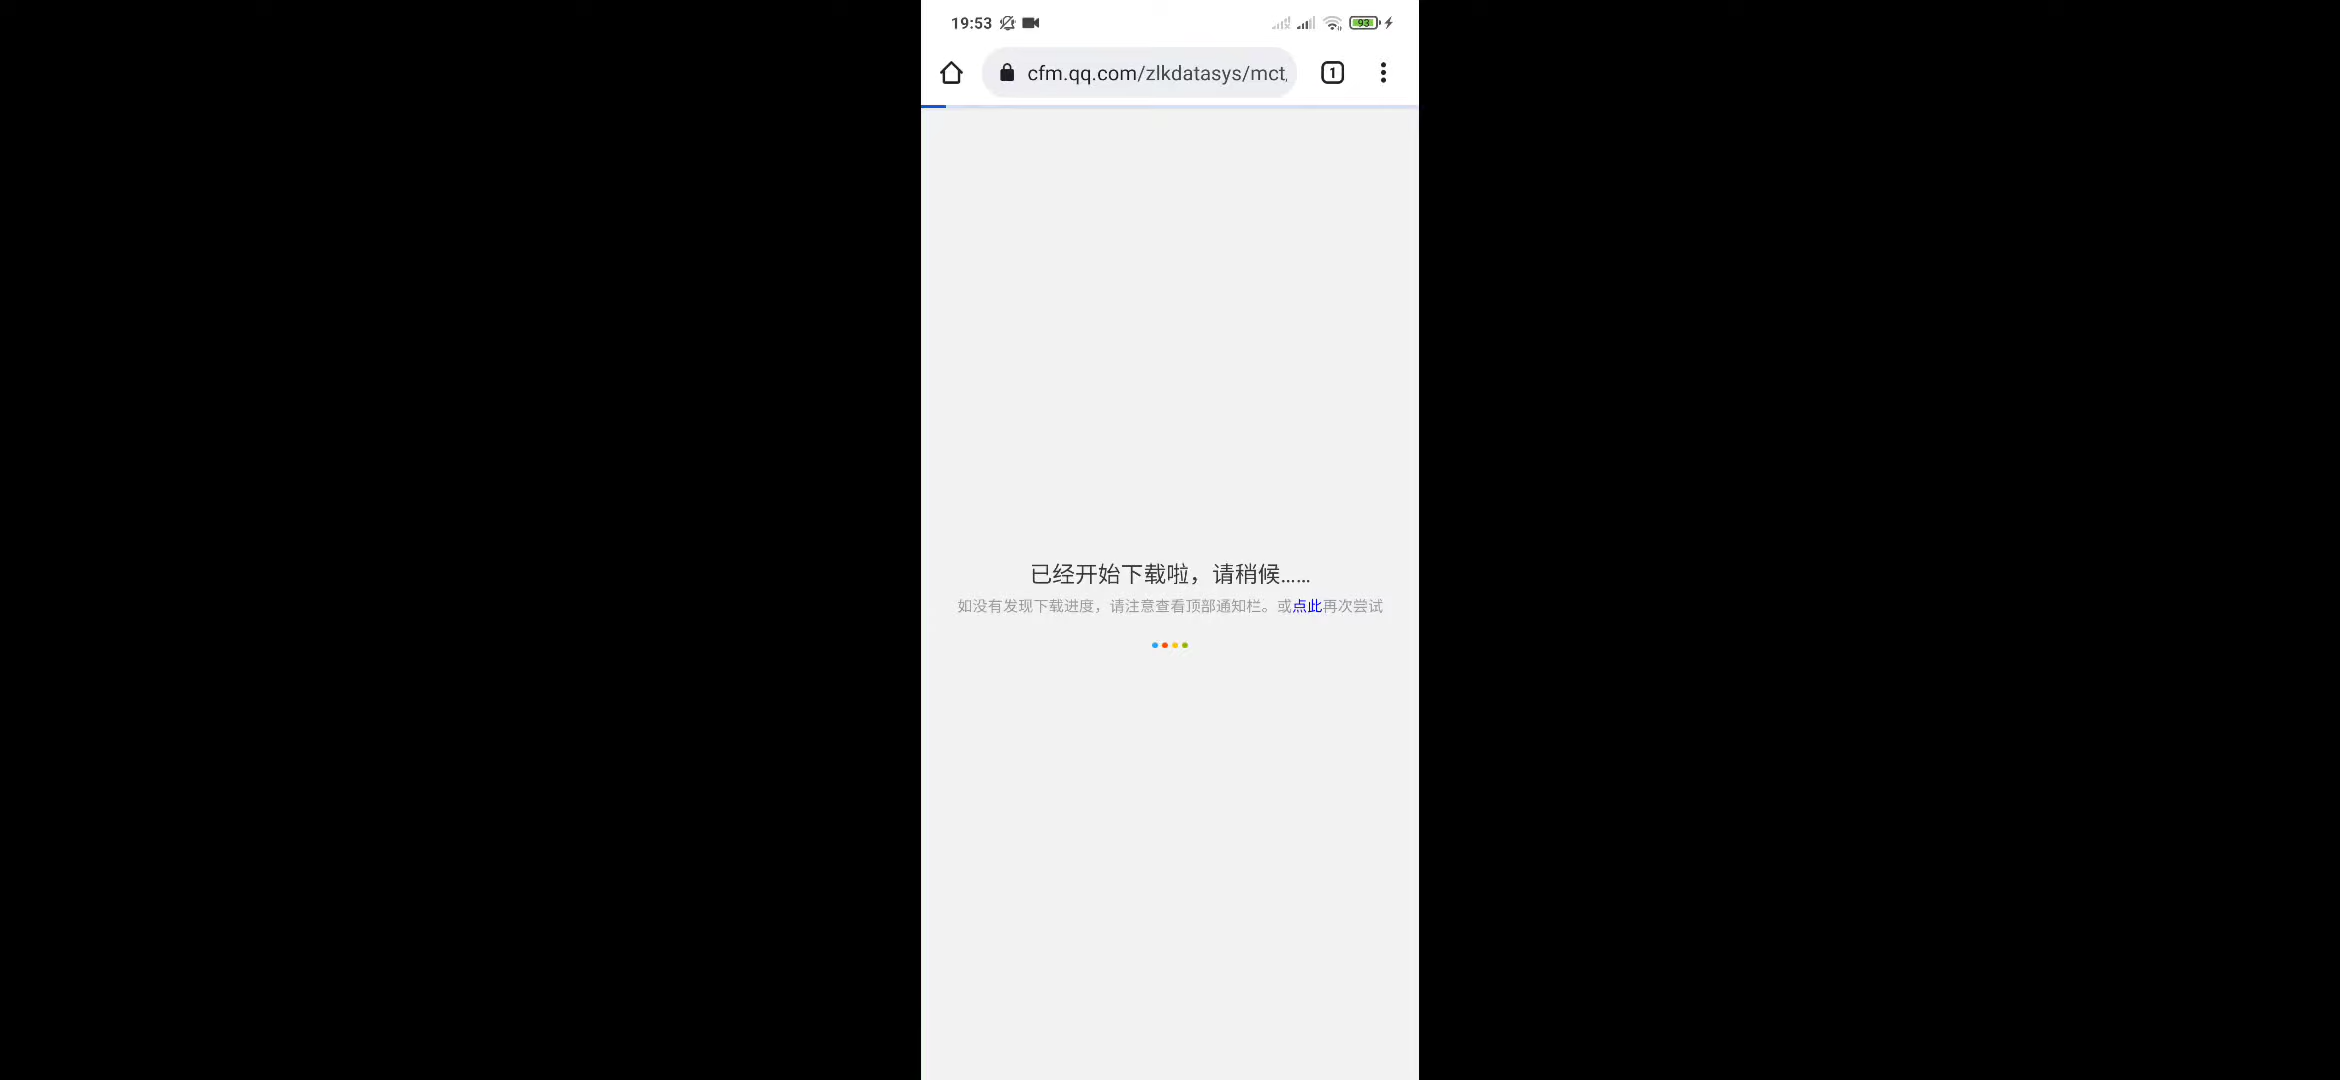 19:53
93
cfm.qq.com/zlkdatasys/mct
1
已经开始下载啦，请稍候......
如没有发现下载进度，请注意查看顶部通知栏。或点此再次尝试